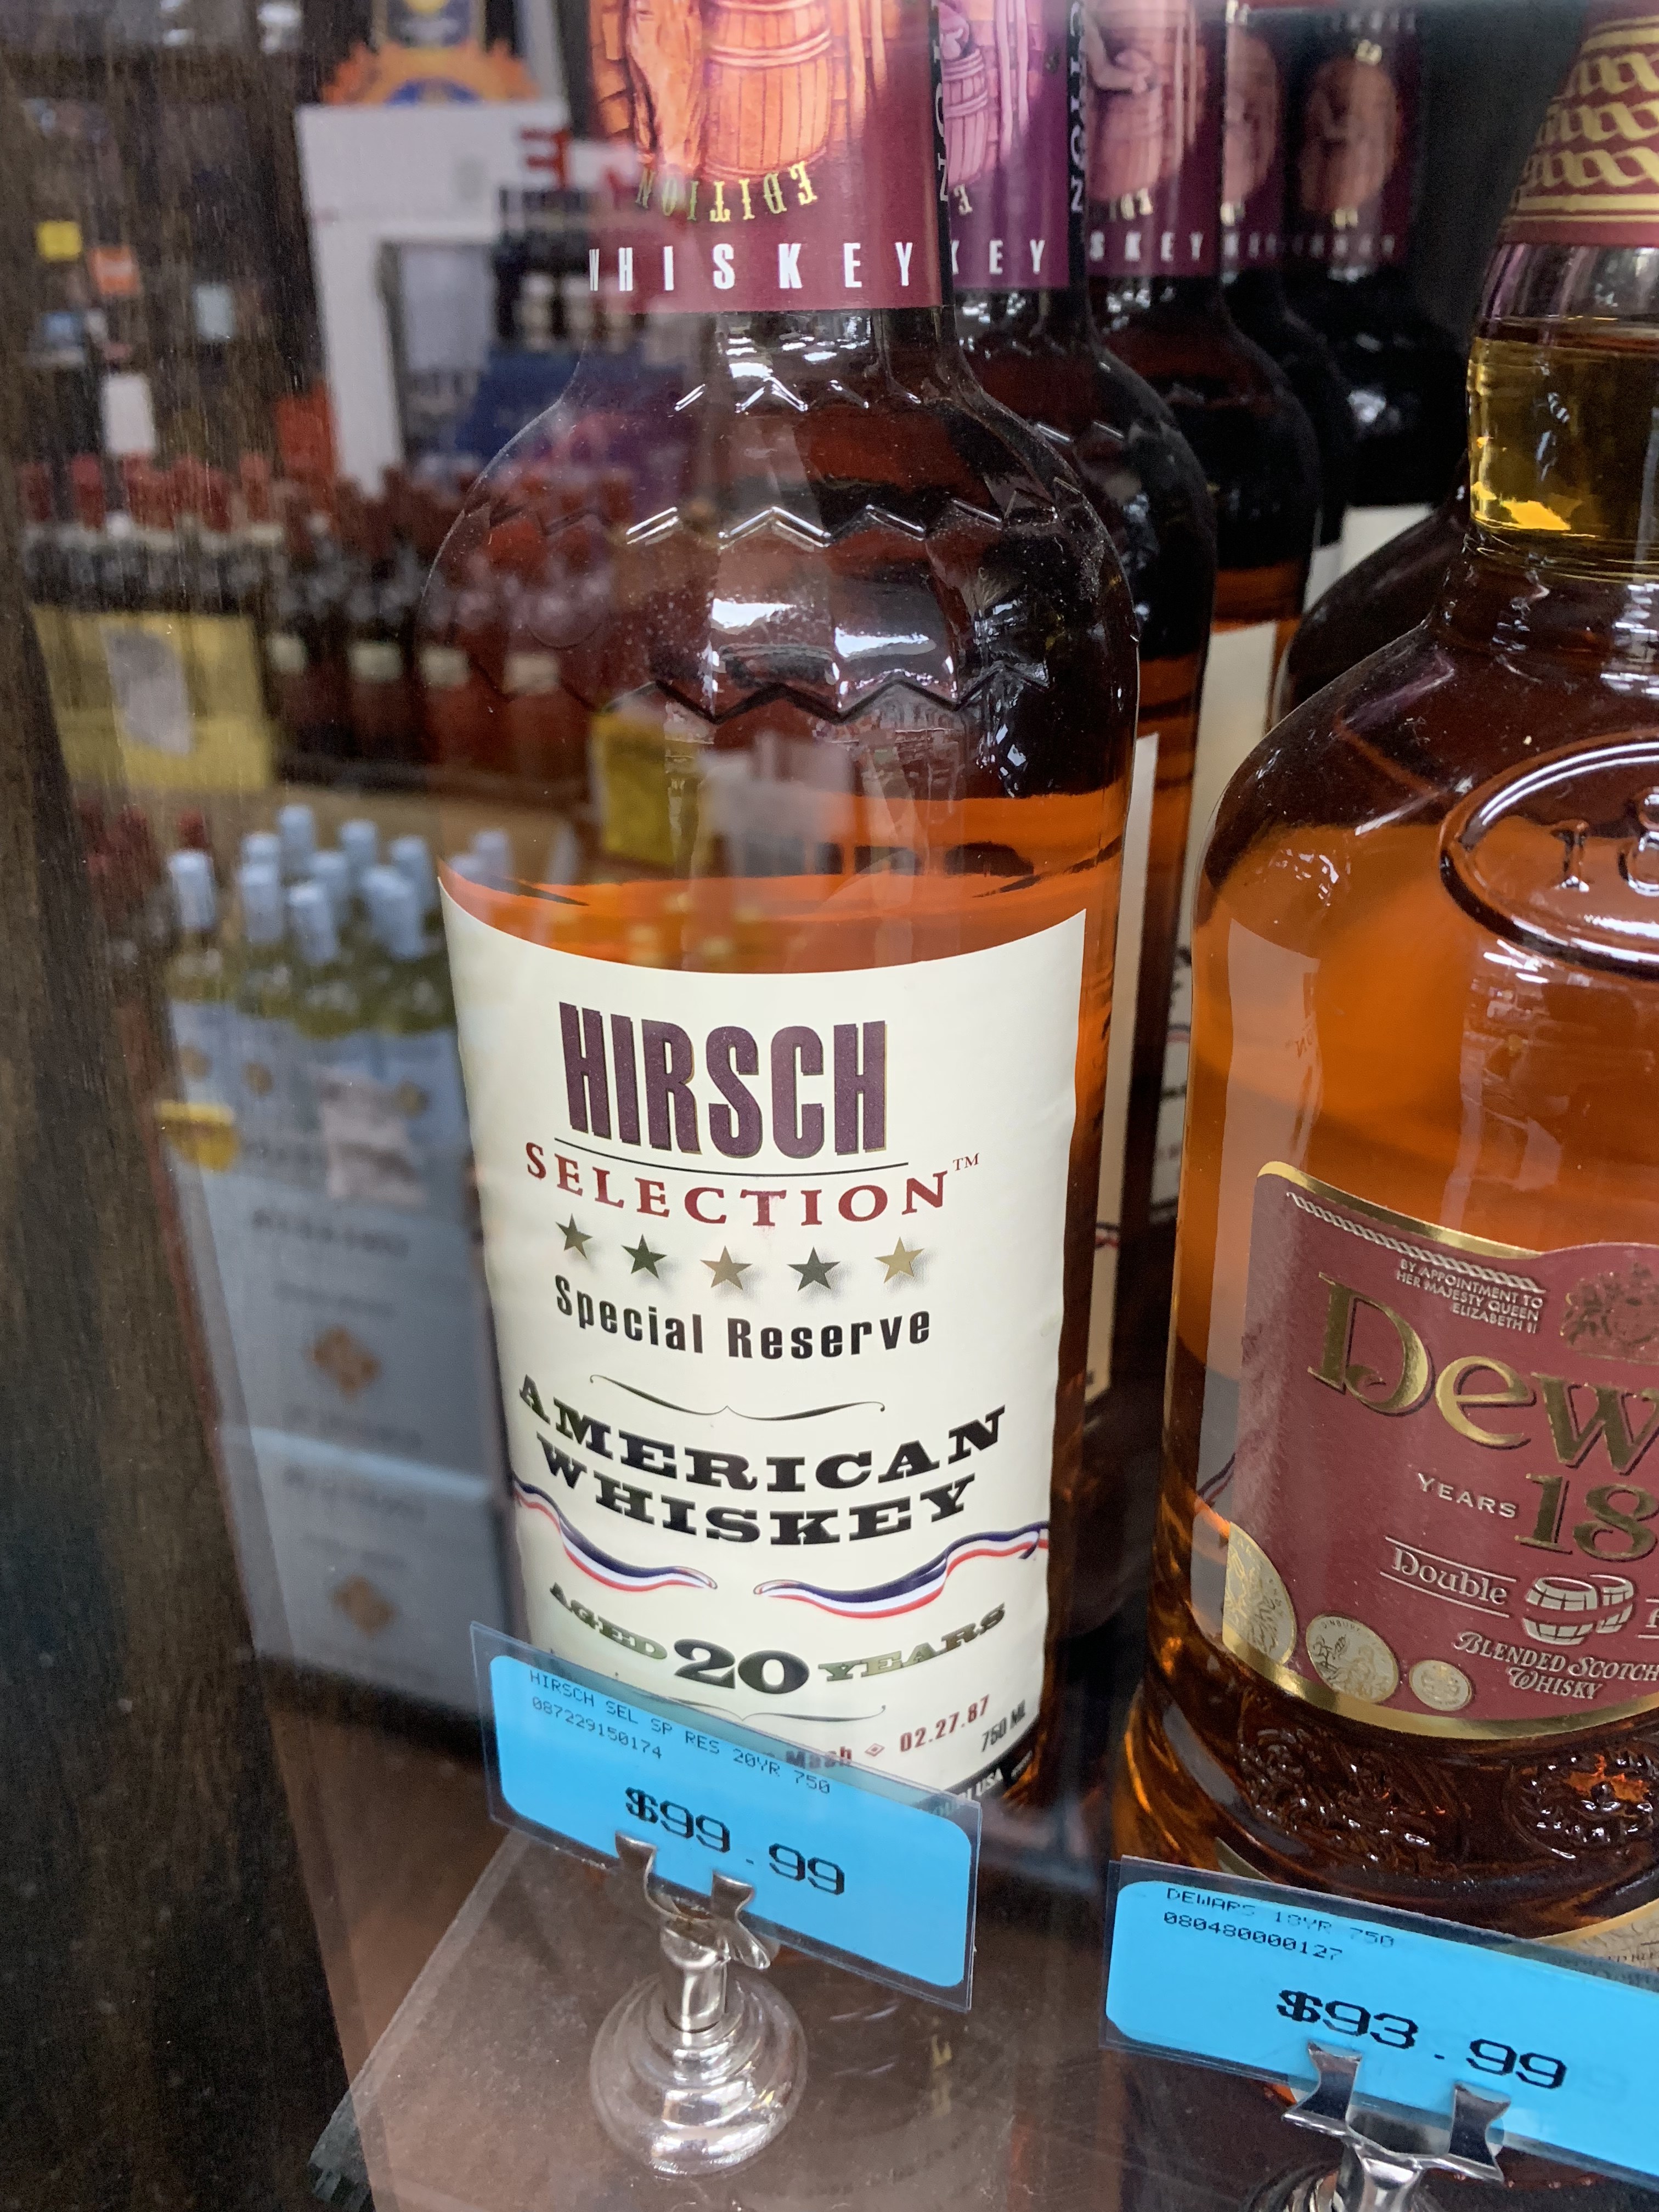 EDITION
WHISKEY
KEY
SKEY
HIRSCH
SELECTION™
Special Reserve
AMERICAN
WHISKEY
AGED 20 YEARS
Mash ◈ 02.27.87
750 ML
USA
HIRSCH SEL SP RES 20YR 750
087229150174
$99.99
BY APPOINTMENT TO
HER MAJESTY QUEEN
ELIZABETH II
Dew
YEARS 18
Double
BLENDED SCOTCH
WHISKY
DEWARS 18YR 750
080480000127
$93.99